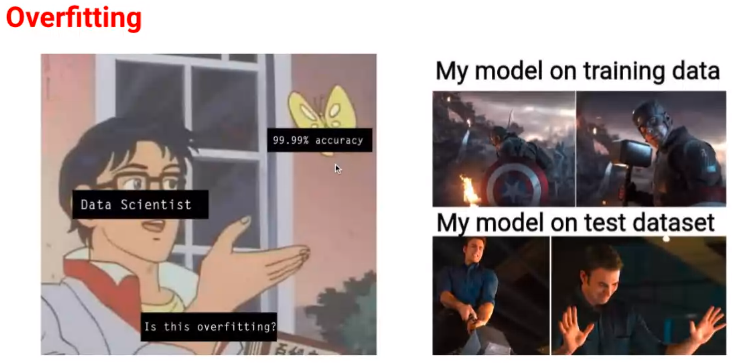 Overfitting
99.99% accuracy
Data Scientist
Is this overfitting?
My model on training data
My model on test dataset